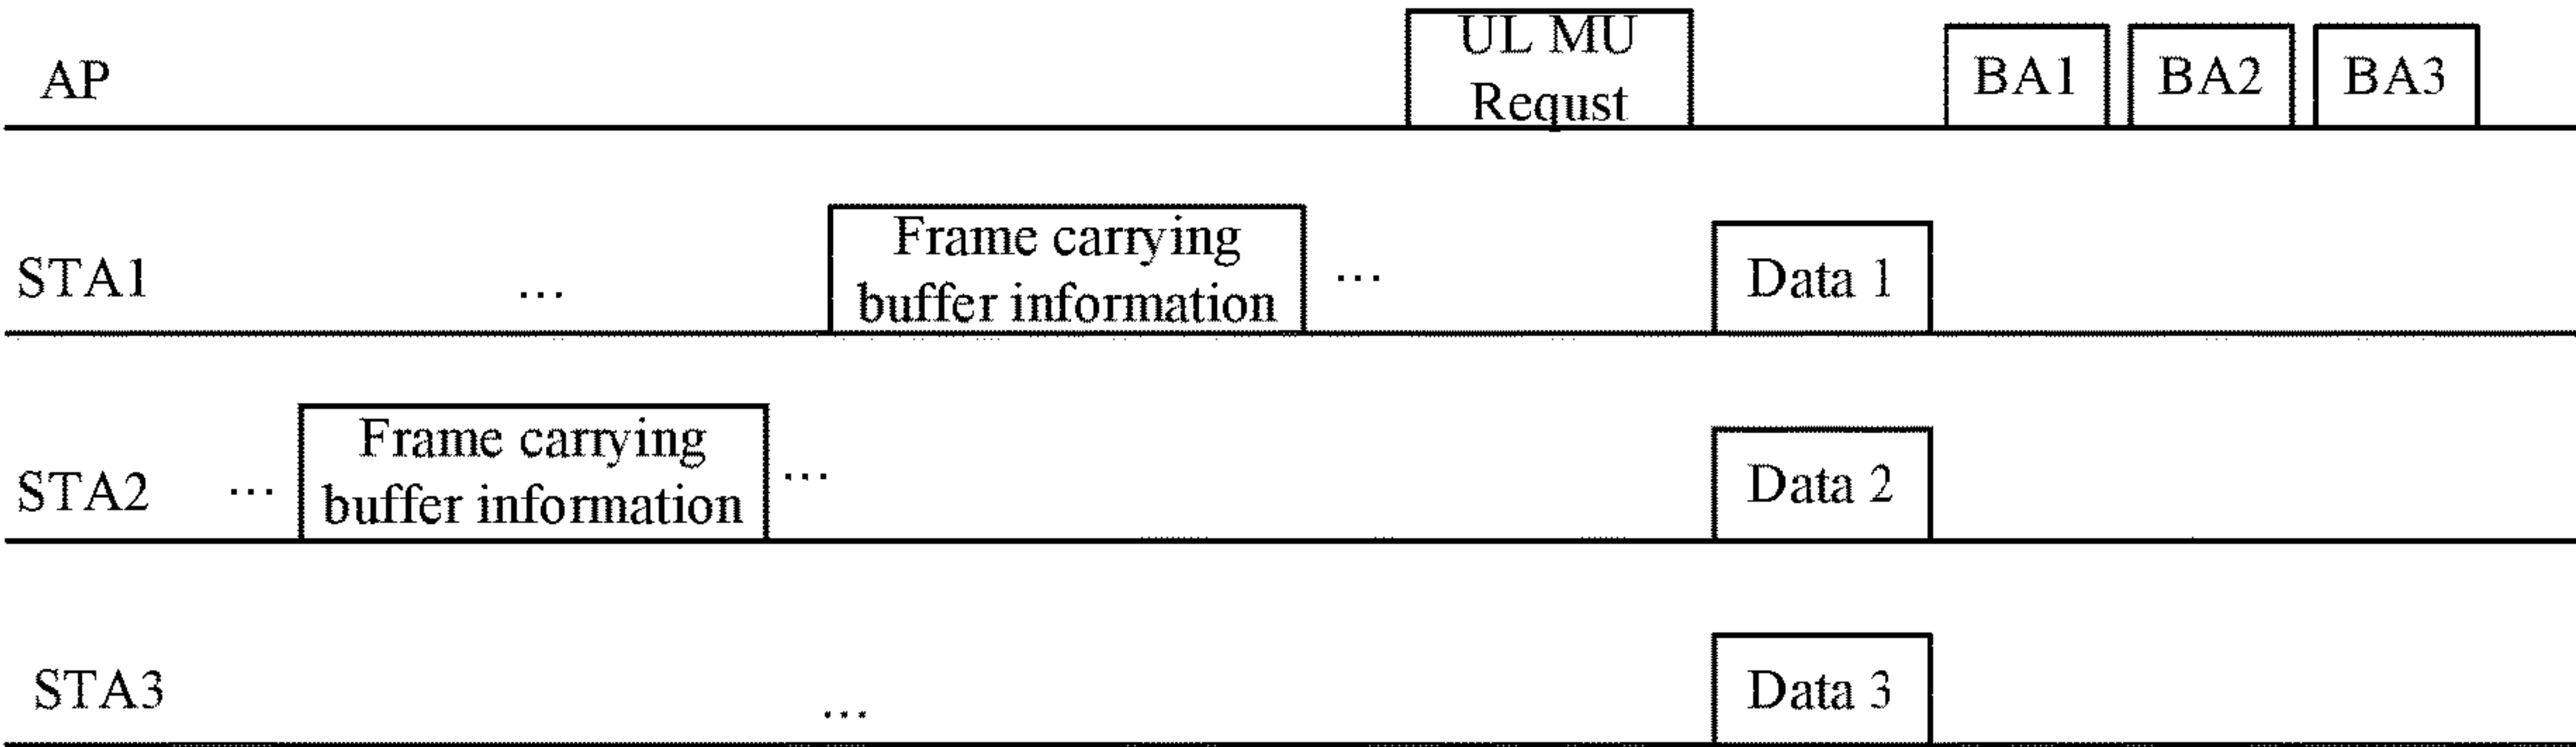 AP
UL MU
Requst
BA1
BA2
BA3
STA1
...
Frame carrying
buffer information
...
Data 1
STA2
...
Frame carrying
buffer information
...
Data 2
STA3
...
Data 3